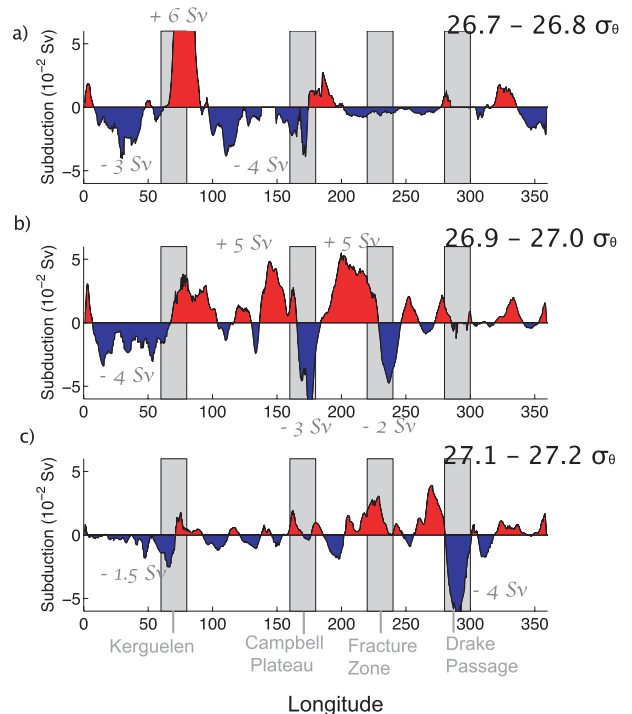 a)
+ 6 Sv
26.7 – 26.8 σθ
Subduction (10⁻² Sv)
5
0
−5
- 3 Sv
- 4 Sv
0 50 100 150 200 250 300 350
b)
+ 5 Sv
+ 5 Sv
26.9 – 27.0 σθ
Subduction (10⁻² Sv)
5
0
−5
- 4 Sv
0 50 100 150 200 250 300 350
- 3 Sv
- 2 Sv
c)
27.1 – 27.2 σθ
Subduction (10⁻² Sv)
5
0
−5
- 1.5 Sv
- 4 Sv
0 50 100 150 200 250 300 350
Kerguelen
Campbell
Plateau
Fracture
Zone
Drake
Passage
Longitude